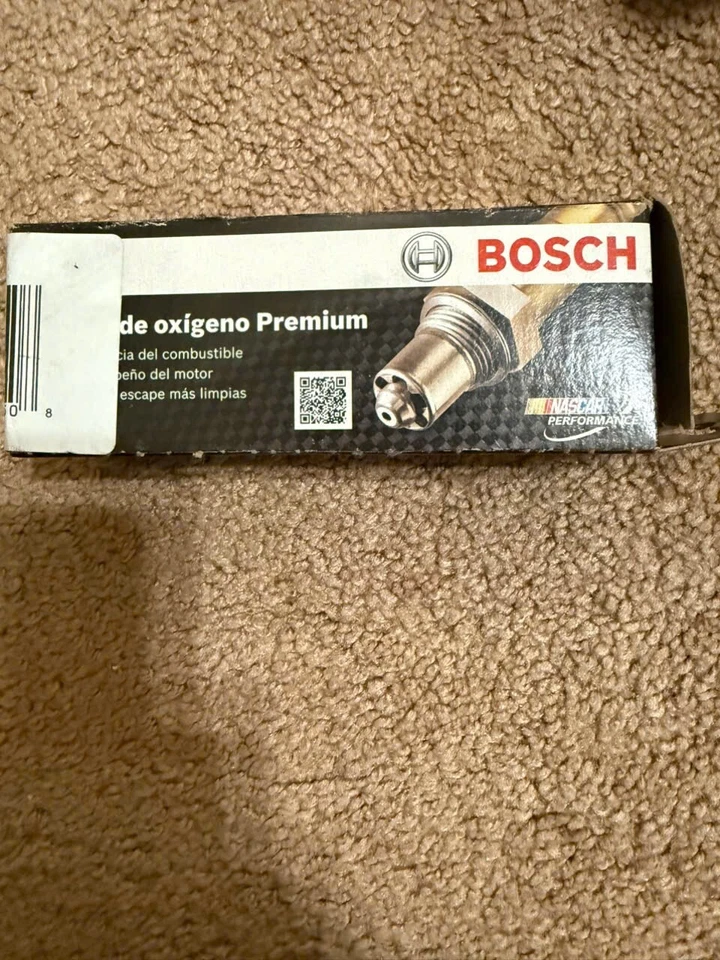 BOSCH
de oxígeno Premium
cia del combustible
peño del motor
escape más limpias
0 8
NASCAR
PERFORMANCE